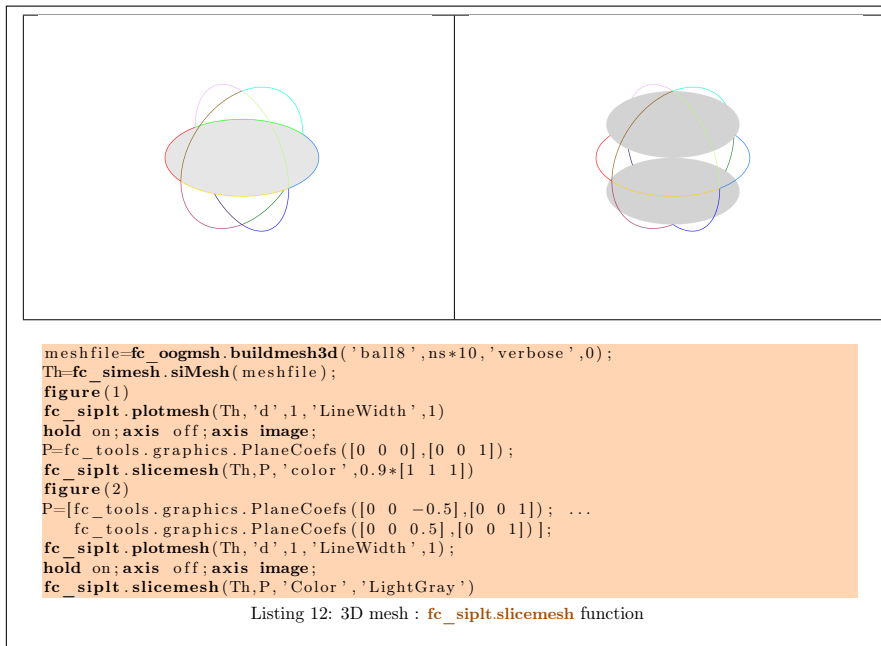 meshfile=fc_oogmsh.buildmesh3d('ball8',ns*10,'verbose',0);
Th=fc_simesh.siMesh(meshfile);
figure(1)
fc_siplt.plotmesh(Th,'d',1,'LineWidth',1)
hold on;axis off;axis image;
P=fc_tools.graphics.PlaneCoefs([0 0 0],[0 0 1]);
fc_siplt.slicemesh(Th,P,'color',0.9*[1 1 1])
figure(2)
P=[fc_tools.graphics.PlaneCoefs([0 0 −0.5],[0 0 1]); ...
fc_tools.graphics.PlaneCoefs([0 0 0.5],[0 0 1])];
fc_siplt.plotmesh(Th,'d',1,'LineWidth',1);
hold on;axis off;axis image;
fc_siplt.slicemesh(Th,P,'Color','LightGray')
Listing 12: 3D mesh : fc_siplt.slicemesh function